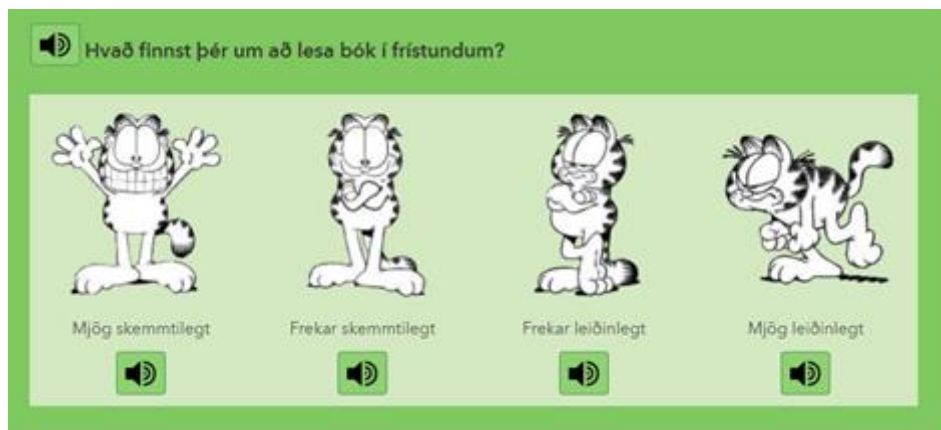 Hvað finnst þér um að lesa bók í frístundum?
Mjög skemmtilegt
Frekar skemmtilegt
Frekar leiðinlegt
Mjög leiðinlegt